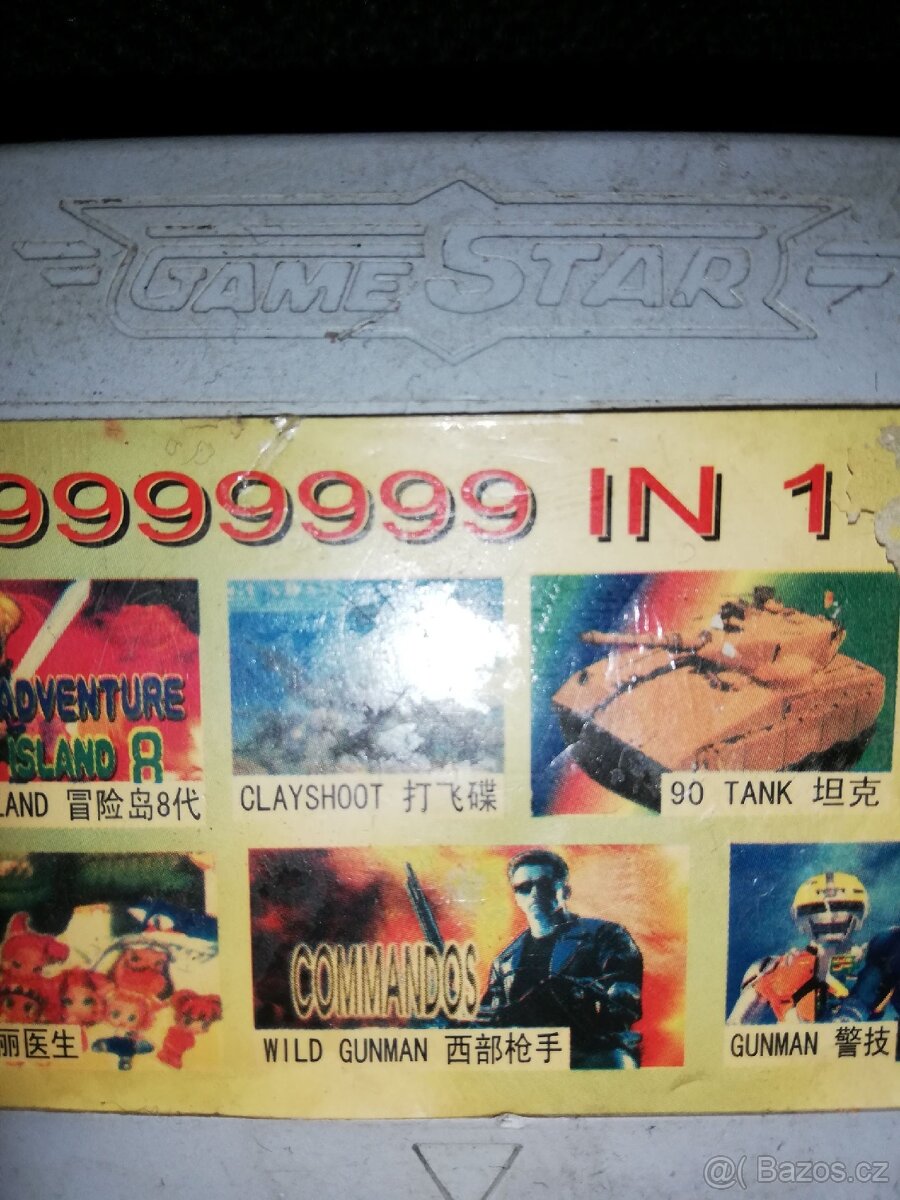 GAME STAR
9999999 IN 1
ADVENTURE
ISLAND 8
LAND 冒险岛8代
CLAYSHOOT 打飞碟
90 TANK 坦克
COMMANDOS
丽医生
WILD GUNMAN 西部枪手
GUNMAN 警技
@( Bazos.cz